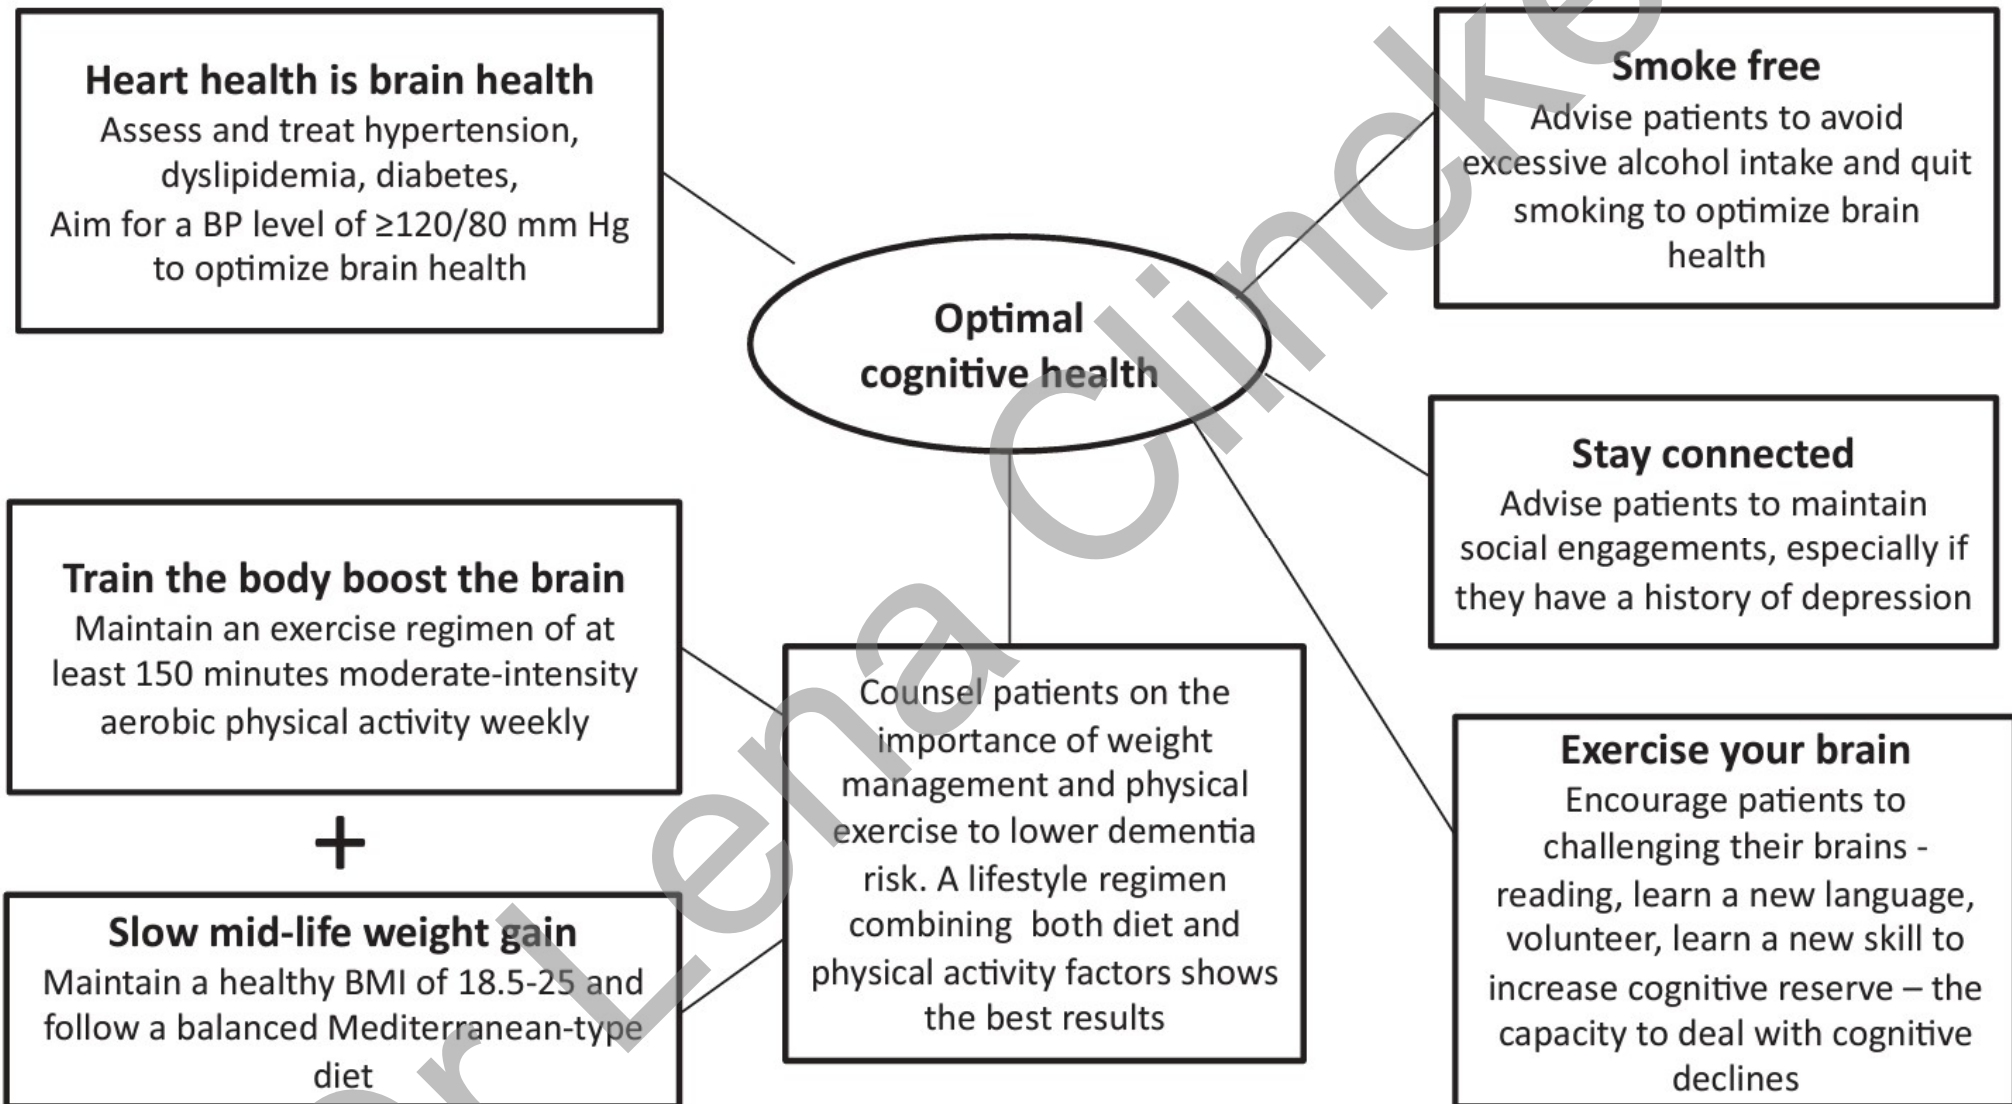 Heart health is brain health
Assess and treat hypertension,
dyslipidemia, diabetes,
Aim for a BP level of ≥120/80 mm Hg
to optimize brain health
Smoke free
Advise patients to avoid
excessive alcohol intake and quit
smoking to optimize brain
health
Optimal
cognitive health
Stay connected
Advise patients to maintain
social engagements, especially if
they have a history of depression
Train the body boost the brain
Maintain an exercise regimen of at
least 150 minutes moderate-intensity
aerobic physical activity weekly
+
Slow mid-life weight gain
Maintain a healthy BMI of 18.5-25 and
follow a balanced Mediterranean-type
diet
Counsel patients on the
importance of weight
management and physical
exercise to lower dementia
risk. A lifestyle regimen
combining both diet and
physical activity factors shows
the best results
Exercise your brain
Encourage patients to
challenging their brains -
reading, learn a new language,
volunteer, learn a new skill to
increase cognitive reserve – the
capacity to deal with cognitive
declines
Lena